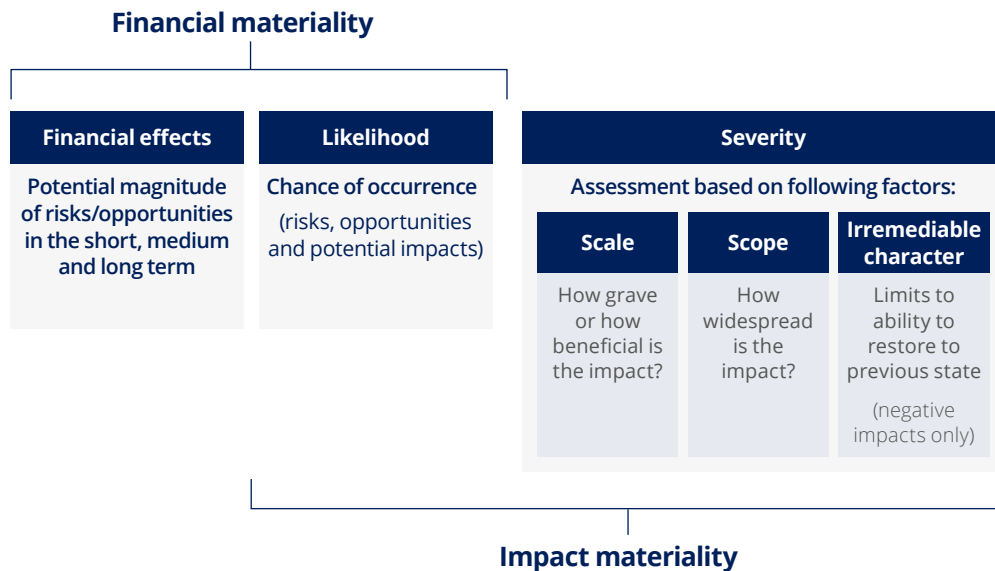 Financial materiality
Financial effects
Potential magnitude
of risks/opportunities
in the short, medium
and long term
Likelihood
Chance of occurrence
(risks, opportunities
and potential impacts)
Severity
Assessment based on following factors:
Scale
How grave
or how
beneficial is
the impact?
Scope
How
widespread
is the
impact?
Irremediable
character
Limits to
ability to
restore to
previous state
(negative
impacts only)
Impact materiality